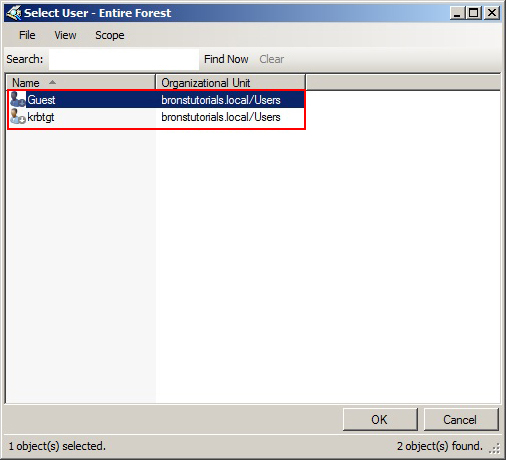 Select User - Entire Forest
File View Scope
Search: Find Now Clear
Name Organizational Unit
Guest bronstutorials.local/Users
krbtgt bronstutorials.local/Users
OK Cancel
1 object(s) selected. 2 object(s) found.